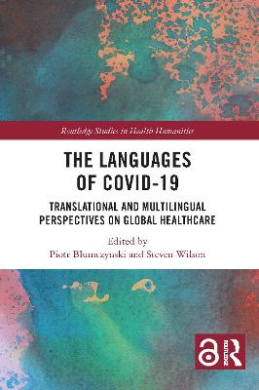 Routledge Studies in Health Humanities
THE LANGUAGES
OF COVID-19
TRANSLATIONAL AND MULTILINGUAL
PERSPECTIVES ON GLOBAL HEALTHCARE
Edited by
Piotr Blumczynski and Steven Wilson